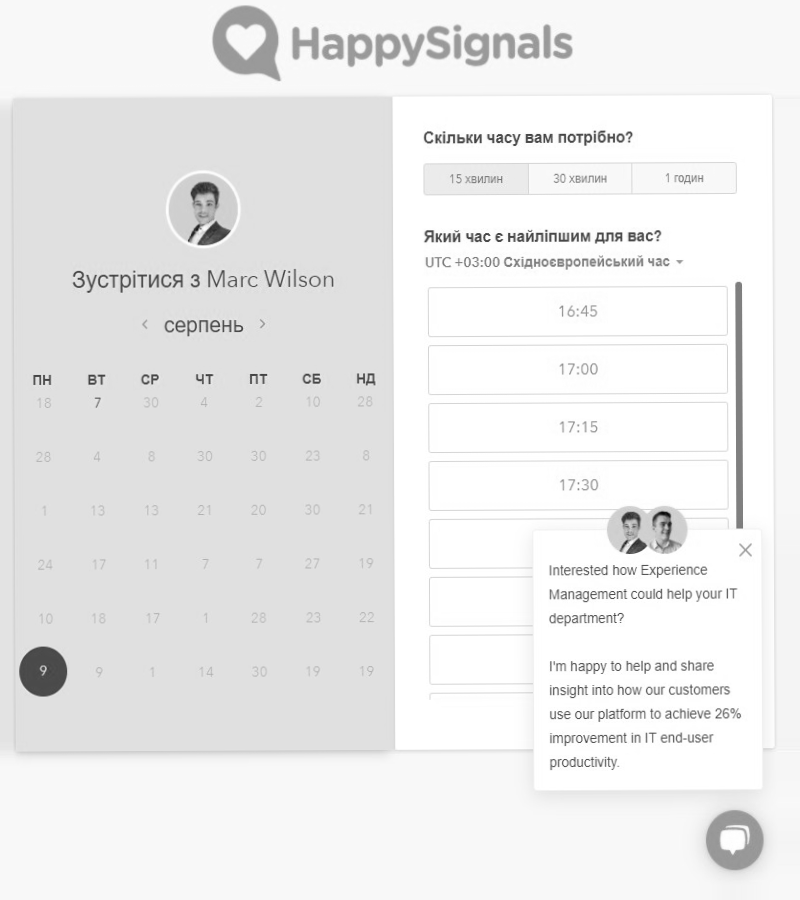 HappySignals
Зустрітися з Marc Wilson
серпень
ПН ВТ СР ЧТ ПТ СБ НД
18 7 30 4 2 10 28
28 4 8 30 30 23 8
1 13 13 21 20 30 21
24 17 11 7 7 27 19
10 18 17 1 28 23 22
9 9 1 14 30 19 19
Скільки часу вам потрібно?
15 хвилин 30 хвилин 1 годин
Який час є найліпшим для вас?
UTC +03:00 Східноєвропейський час
16:45
17:00
17:15
17:30
Interested how Experience
Management could help your IT
department?
I'm happy to help and share
insight into how our customers
use our platform to achieve 26%
improvement in IT end-user
productivity.